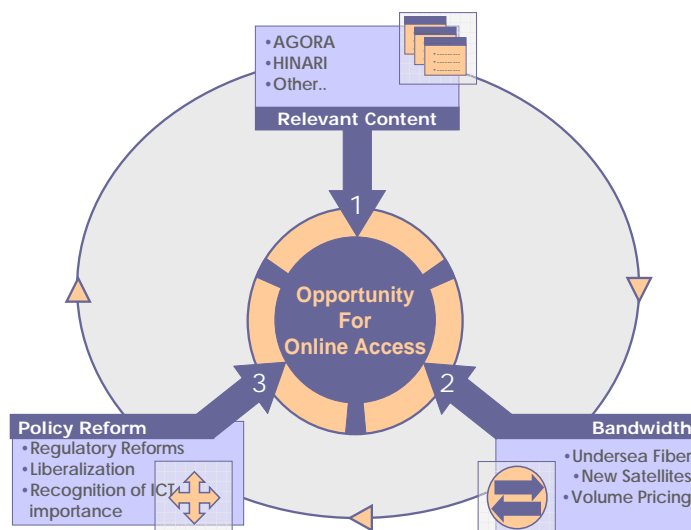 •AGORA
•HINARI
•Other..
Relevant Content
1
Opportunity
For
Online Access
3
2
Policy Reform
•Regulatory Reforms
•Liberalization
•Recognition of ICT
importance
Bandwidth
•Undersea Fiber
•New Satellites
•Volume Pricing